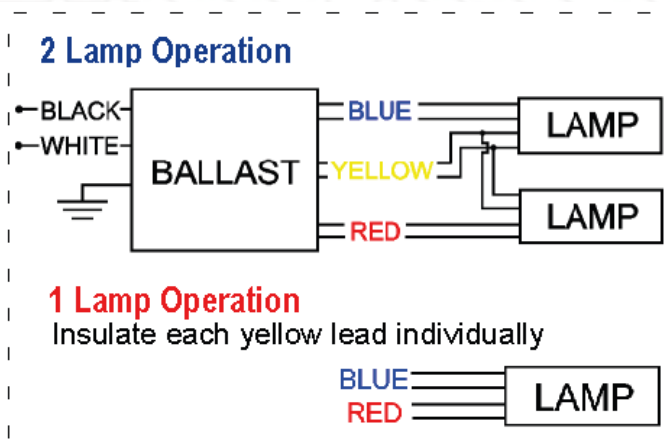 2 Lamp Operation
BLACK
WHITE
BALLAST
BLUE
YELLOW
RED
LAMP
LAMP
1 Lamp Operation
Insulate each yellow lead individually
BLUE
RED
LAMP